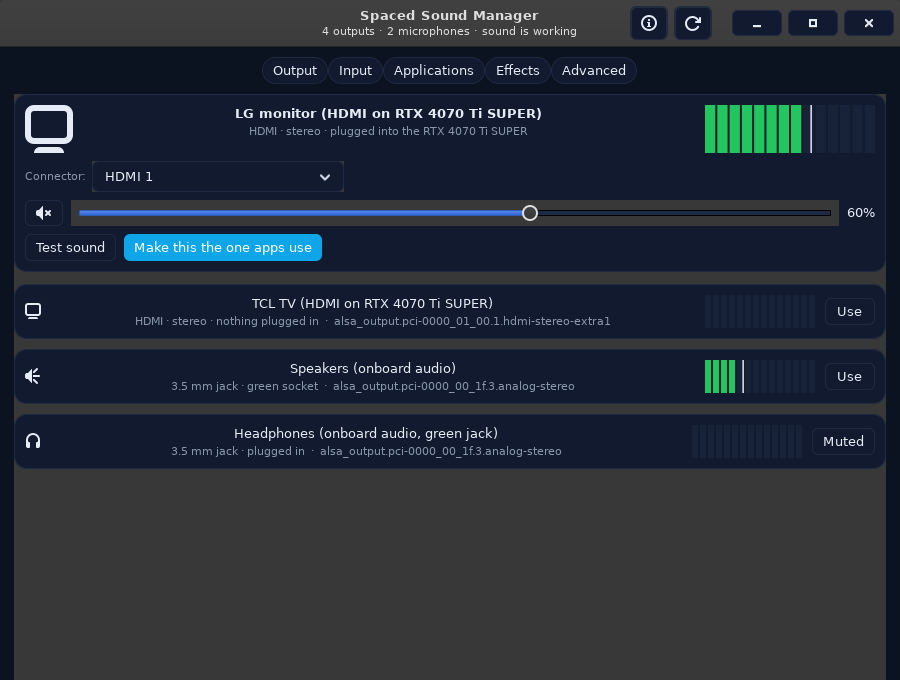 Spaced Sound Manager
4 outputs · 2 microphones · sound is working
Output Input Applications Effects Advanced
LG monitor (HDMI on RTX 4070 Ti SUPER)
HDMI · stereo · plugged into the RTX 4070 Ti SUPER
Connector: HDMI 1
60%
Test sound Make this the one apps use
TCL TV (HDMI on RTX 4070 Ti SUPER)
HDMI · stereo · nothing plugged in · alsa_output.pci-0000_01_00.1.hdmi-stereo-extra1
Use
Speakers (onboard audio)
3.5 mm jack · green socket · alsa_output.pci-0000_00_1f.3.analog-stereo
Use
Headphones (onboard audio, green jack)
3.5 mm jack · plugged in · alsa_output.pci-0000_00_1f.3.analog-stereo
Muted